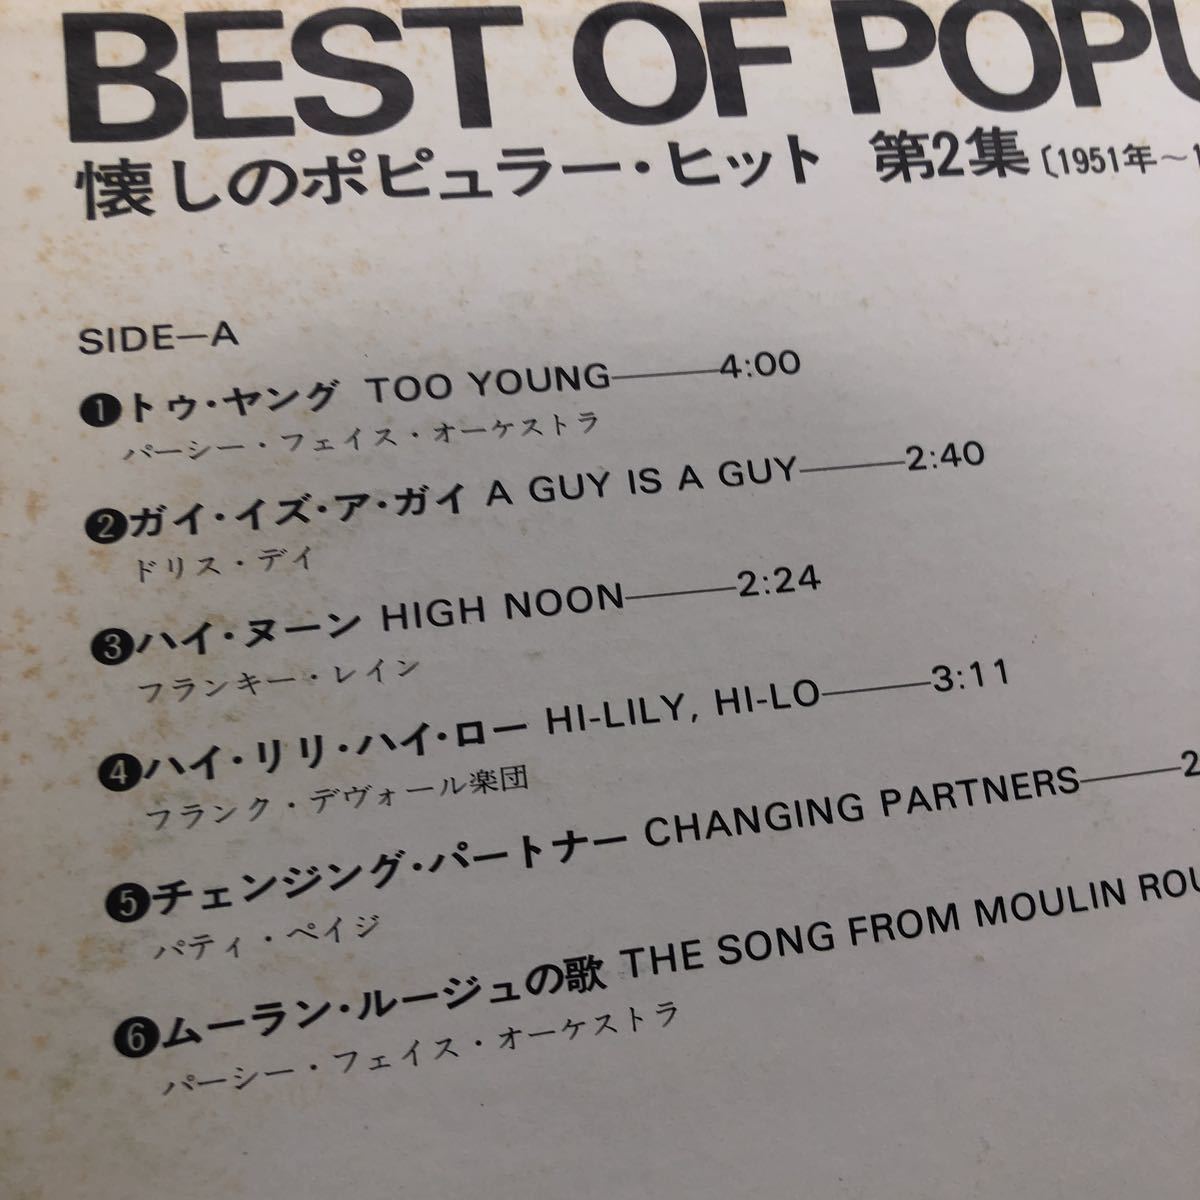 BEST OF POPU
懐しのポピュラー・ヒット 第2集〔1951年～1
SIDE—A
❶トゥ・ヤング TOO YOUNG———4:00
パーシー・フェイス・オーケストラ
❷ガイ・イズ・ア・ガイ A GUY IS A GUY———2:40
ドリス・デイ
❸ハイ・ヌーン HIGH NOON———2:24
フランキー・レイン
❹ハイ・リリ・ハイ・ロー HI-LILY, HI-LO———3:11
フランク・デヴォール楽団
❺チェンジング・パートナー CHANGING PARTNERS———2
パティ・ペイジ
❻ムーラン・ルージュの歌 THE SONG FROM MOULIN ROU
パーシー・フェイス・オーケストラ